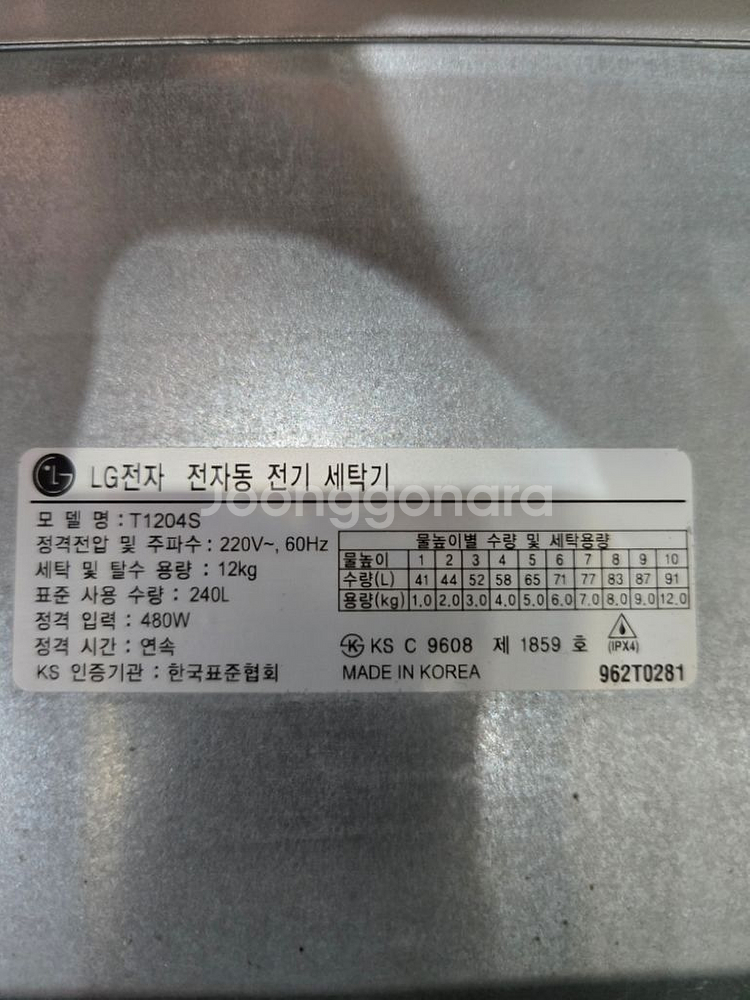 LG전자 전자동 전기 세탁기
Joonggonara
모 델 명 : T1204S
정격전압 및 주파수 : 220V~, 60Hz
세탁 및 탈수 용량 : 12kg
표준 사용 수량 : 240L
정격 입력 : 480W
정격 시간 : 연속
KS 인증기관 : 한국표준협회
물높이별 수량 및 세탁용량
물높이 1 2 3 4 5 6 7 8 9 10
수량(L) 41 44 52 58 65 71 77 83 87 91
용량(kg) 1.0 2.0 3.0 4.0 5.0 6.0 7.0 8.0 9.0 12.0
KS C 9608 제 1859 호 (IPX4)
MADE IN KOREA 962T0281